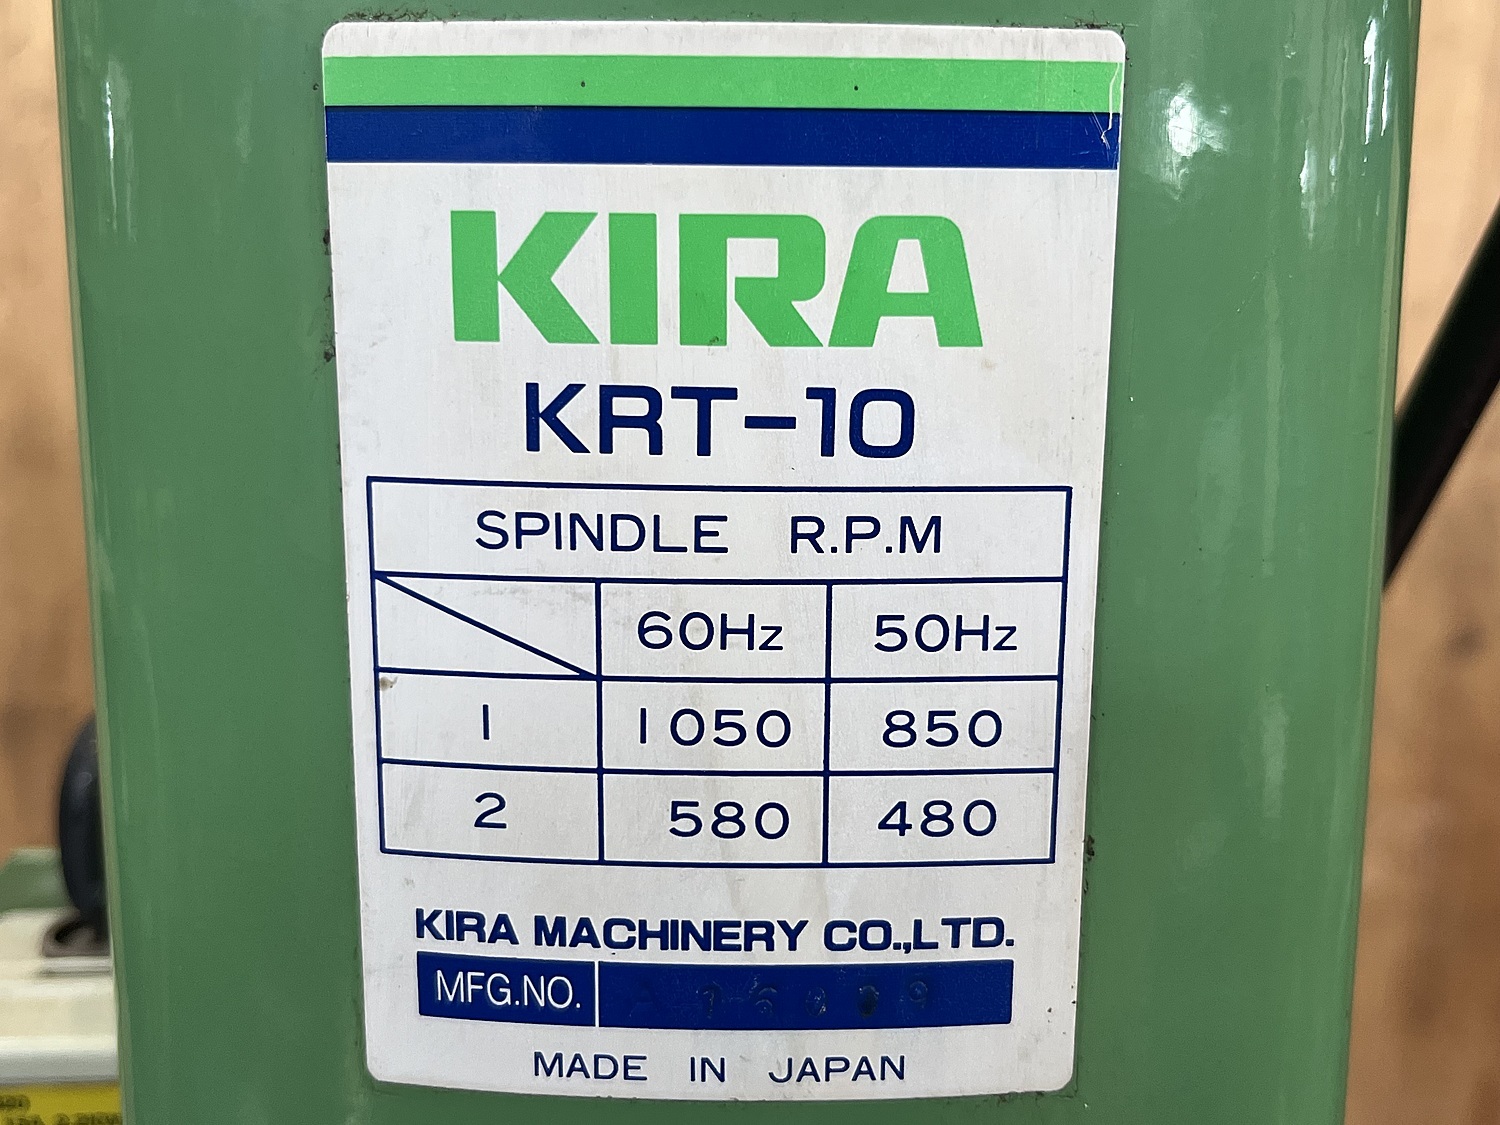 KIRA
KRT-10
SPINDLE R.P.M
60Hz 50Hz
1 1050 850
2 580 480
KIRA MACHINERY CO.,LTD.
MFG.NO.
MADE IN JAPAN